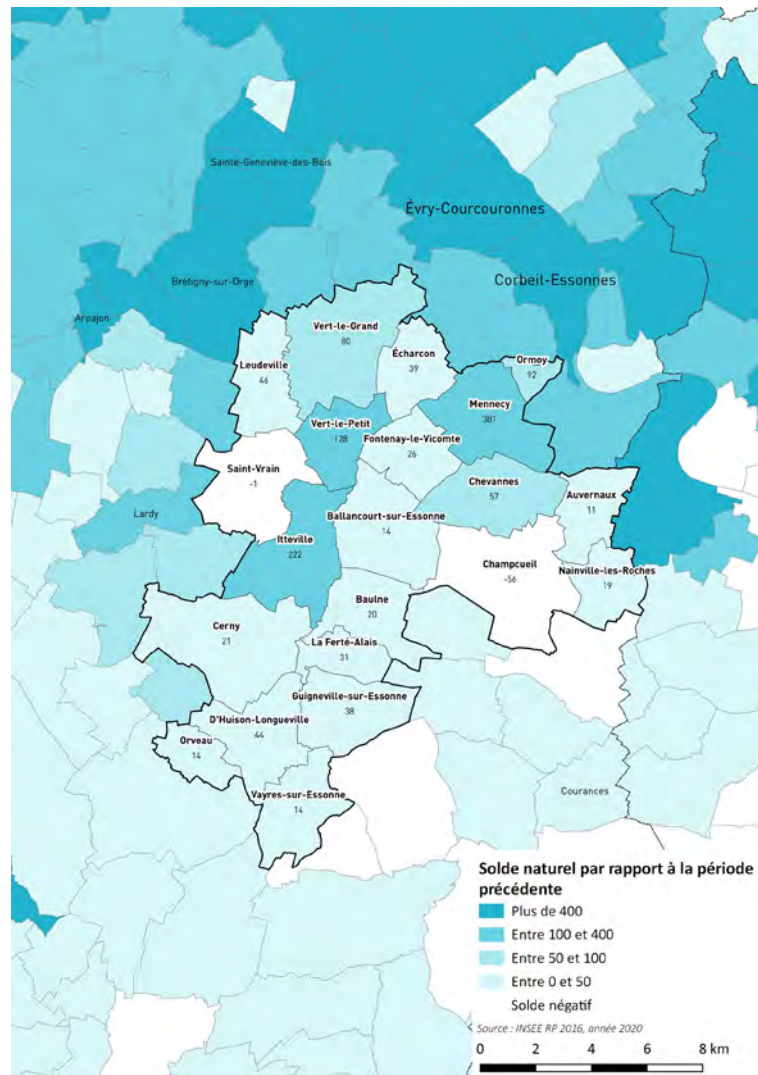 Sainte-Geneviève-des-Bois
Évry-Courcouronnes
Brétigny-sur-Orge
Corbeil-Essonnes
Arpajon
Vert-le-Grand
80
Écharcon
39
Leudeville
46
Ormoy
92
Mennecy
381
Vert-le-Petit
128
Fontenay-le-Vicomte
26
Saint-Vrain
-1
Chevannes
57
Auvernaux
11
Lardy
Ballancourt-sur-Essonne
14
Itteville
222
Champcueil
-56
Nainville-les-Roches
19
Baulne
20
Cerny
21
La Ferté-Alais
31
Guigneville-sur-Essonne
38
D'Huison-Longueville
44
Orveau
14
Vayres-sur-Essonne
14
Courances
Solde naturel par rapport à la période
précédente
Plus de 400
Entre 100 et 400
Entre 50 et 100
Entre 0 et 50
Solde négatif
Source : INSEE RP 2016, année 2020
0 2 4 6 8 km